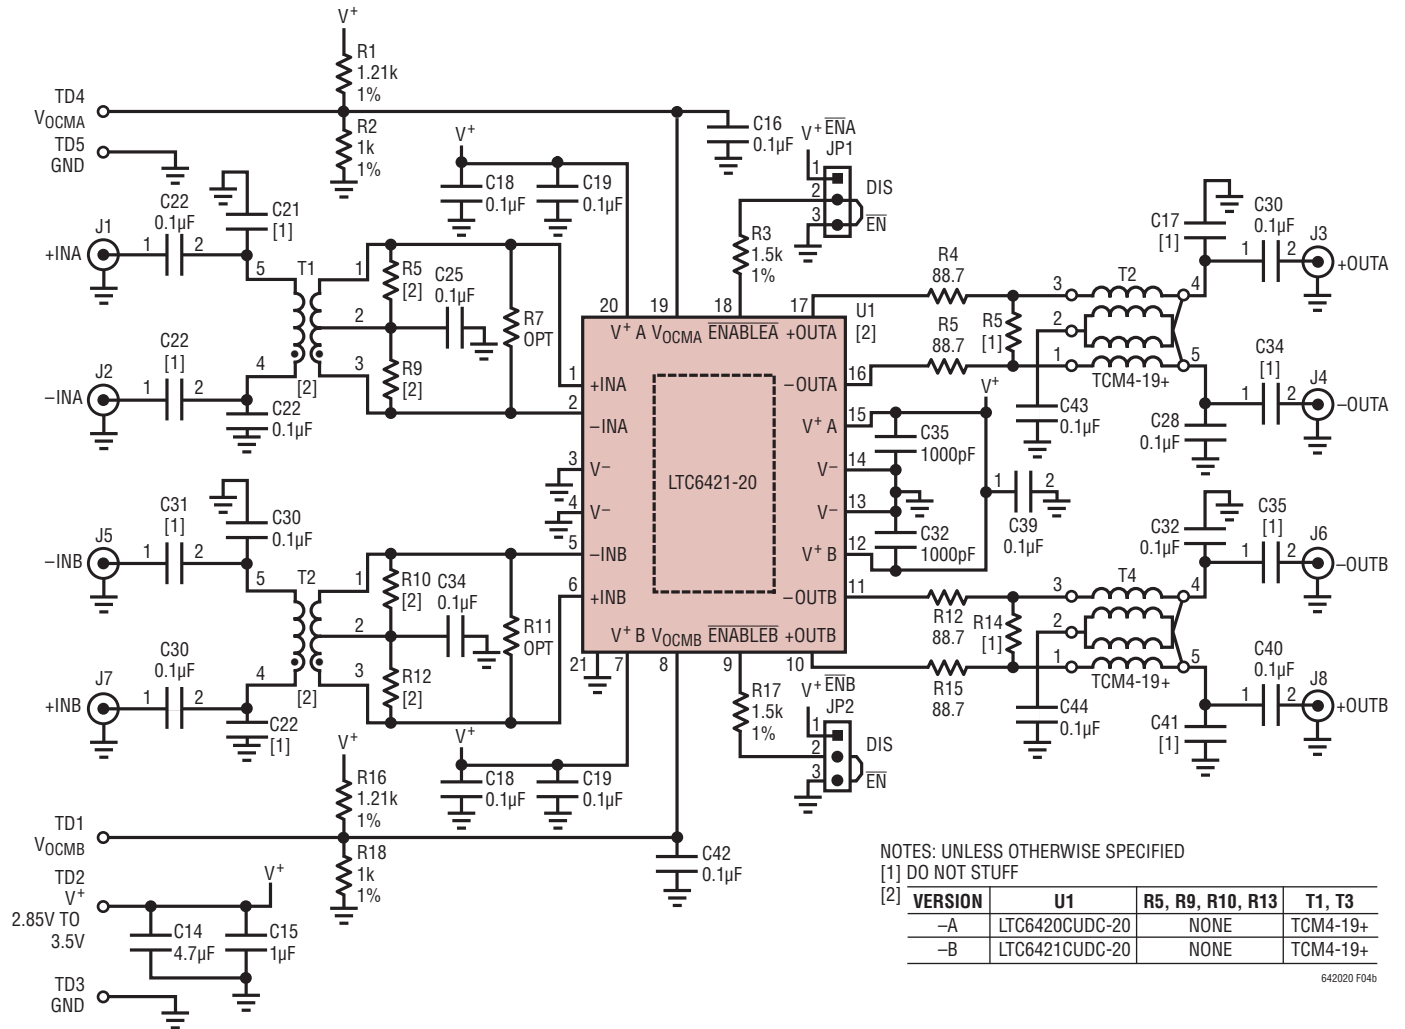 V+
R1
1.21k
1%
TD4
VOCMA
TD5
GND
R2
1k
1%
V+
C18
0.1µF
C19
0.1µF
C16
0.1µF
V+ E̅N̅A
JP1
1
2
3
DIS
E̅N̅
R3
1.5k
1%
C22
0.1µF
C21
[1]
J1
+INA
1
2
5
T1
1
R5
[2]
C25
0.1µF
2
R7
OPT
C22
[1]
4
R9
[2]
J2
–INA
1
2
[2]
3
C22
0.1µF
20
19
18
17
U1
[2]
V+ A
VOCMA
E̅N̅A̅B̅L̅E̅A̅
+OUTA
1
+INA
2
–INA
3
V–
4
V–
5
–INB
6
+INB
LTC6421-20
–OUTA
16
V+ A
15
V–
14
V–
13
V+ B
12
–OUTB
11
V+ B
VOCMB
E̅N̅A̅B̅L̅E̅B̅
+OUTB
21
7
8
9
10
R4
88.7
R5
88.7
R5
[1]
3
T2
4
2
1
5
TCM4-19+
C17
[1]
C30
0.1µF
1
2
J3
+OUTA
C34
[1]
1
2
J4
–OUTA
C43
0.1µF
C28
0.1µF
V+
C35
1000pF
C32
1000pF
1
2
C39
0.1µF
C31
[1]
C30
0.1µF
J5
–INB
1
2
5
T2
1
R10
[2]
C34
0.1µF
2
R11
OPT
C30
0.1µF
4
R12
[2]
J7
+INB
1
2
[2]
3
C22
[1]
R12
88.7
R14
[1]
R15
88.7
3
T4
4
2
1
5
TCM4-19+
C32
0.1µF
C35
[1]
1
2
J6
–OUTB
C40
0.1µF
1
2
J8
+OUTB
C44
0.1µF
C41
[1]
R17
1.5k
1%
V+ E̅N̅B
JP2
1
2
3
DIS
E̅N̅
V+
R16
1.21k
1%
V+
C18
0.1µF
C19
0.1µF
TD1
VOCMB
R18
1k
1%
C42
0.1µF
TD2
V+
2.85V TO
3.5V
V+
C14
4.7µF
C15
1µF
TD3
GND
NOTES: UNLESS OTHERWISE SPECIFIED
[1] DO NOT STUFF
[2] VERSION U1 R5, R9, R10, R13 T1, T3
–A LTC6420CUDC-20 NONE TCM4-19+
–B LTC6421CUDC-20 NONE TCM4-19+
642020 F04b